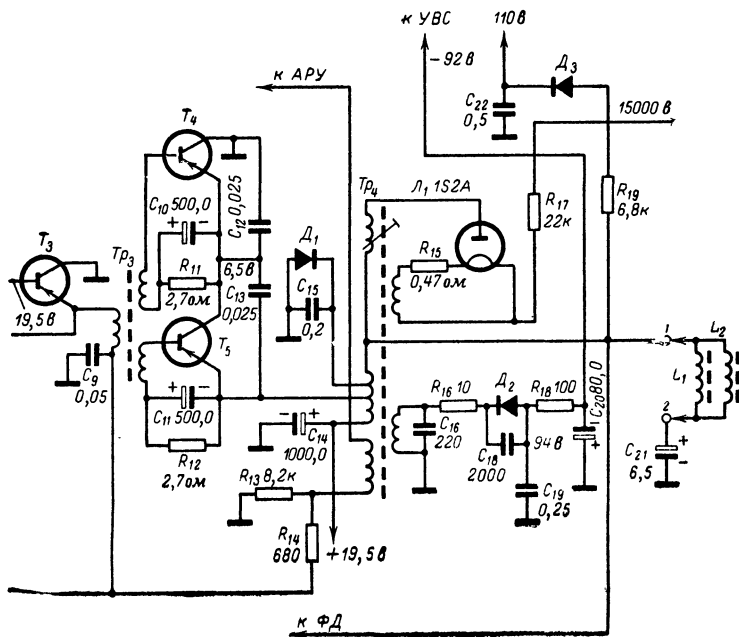 к УВС
110в
-92в
Д₃
к АРУ
C₂₂
0,5
15000 в
T₄
Тр₄
Л₁ 1S2A
R₁₇
22к
R₁₉
6,8к
C₁₀ 500,0
+ -
C₁₂ 0,025
T₃
Тр₃
Д₁
R₁₁
2,7ом
6,5в
C₁₃
0,025
C₁₅
0,2
R₁₅
0,47ом
19,5в
T₅
1
L₂
C₉
0,05
L₁
+ -
C₁₁ 500,0
R₁₆ 10
Д₂
R₁₈ 100
C₂₀ 80,0
2
- +
C₁₄
1000,0
C₁₆
220
C₁₈
2000
94в
+
C₂₁
6,5
+
-
R₁₂
2,7ом
R₁₃ 8,2к
C₁₉
0,25
R₁₄
680
+19,5в
к ФД